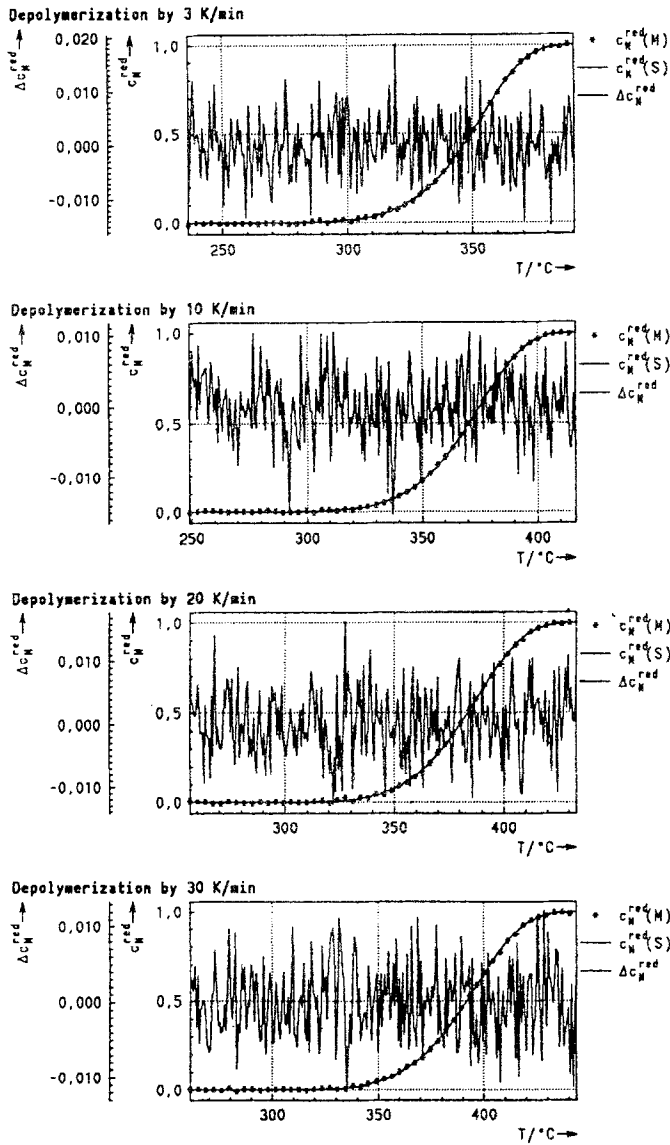 Depolymerization by 3 K/min
Δc_M^red → c_M^red →
0,020 0,010 0,000 -0,010
1,0 0,5 0,0
* c_M^red(M)
— c_M^red(S)
— Δc_M^red
250 300 350
T/°C →
Depolymerization by 10 K/min
Δc_M^red → c_M^red →
0,010 0,000 -0,010
1,0 0,5 0,0
* c_M^red(M)
— c_M^red(S)
— Δc_M^red
250 300 350 400
T/°C →
Depolymerization by 20 K/min
Δc_M^red → c_M^red →
0,010 0,000 -0,010
1,0 0,5 0,0
* c_M^red(M)
— c_M^red(S)
— Δc_M^red
300 350 400
T/°C →
Depolymerization by 30 K/min
Δc_M^red → c_M^red →
0,010 0,000 -0,010
1,0 0,5 0,0
* c_M^red(M)
— c_M^red(S)
— Δc_M^red
300 350 400
T/°C →